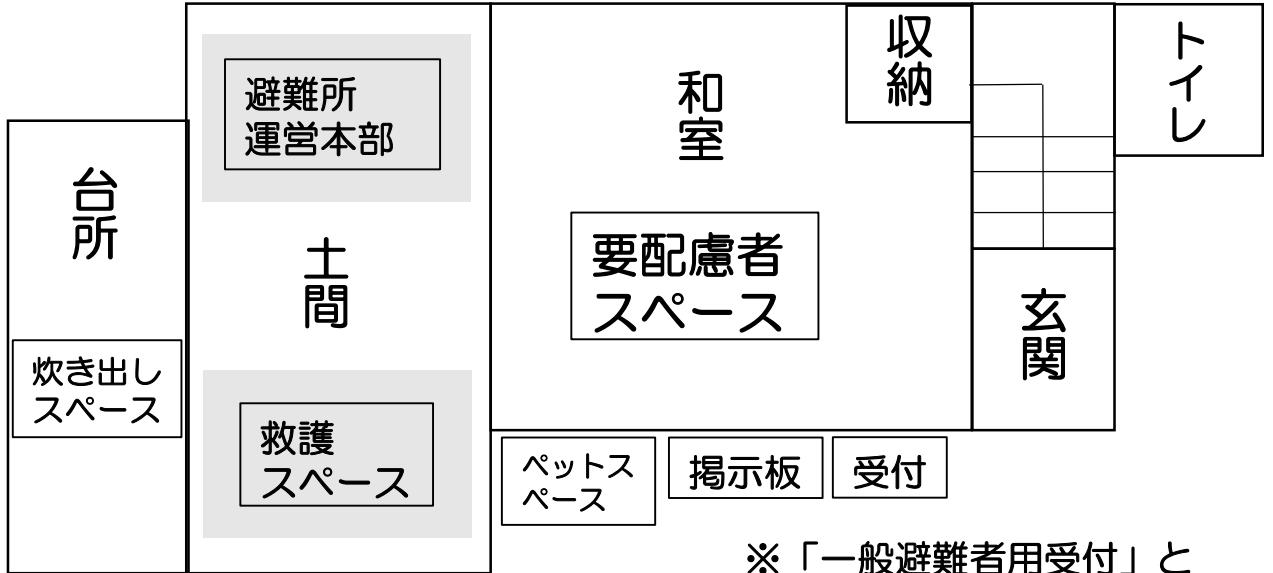 避難所
運営本部
和室
収納
トイレ
台所
土間
要配慮者
スペース
玄関
炊き出し
スペース
救護
スペース
ペットス
ペース
掲示板
受付
※「一般避難者用受付」と